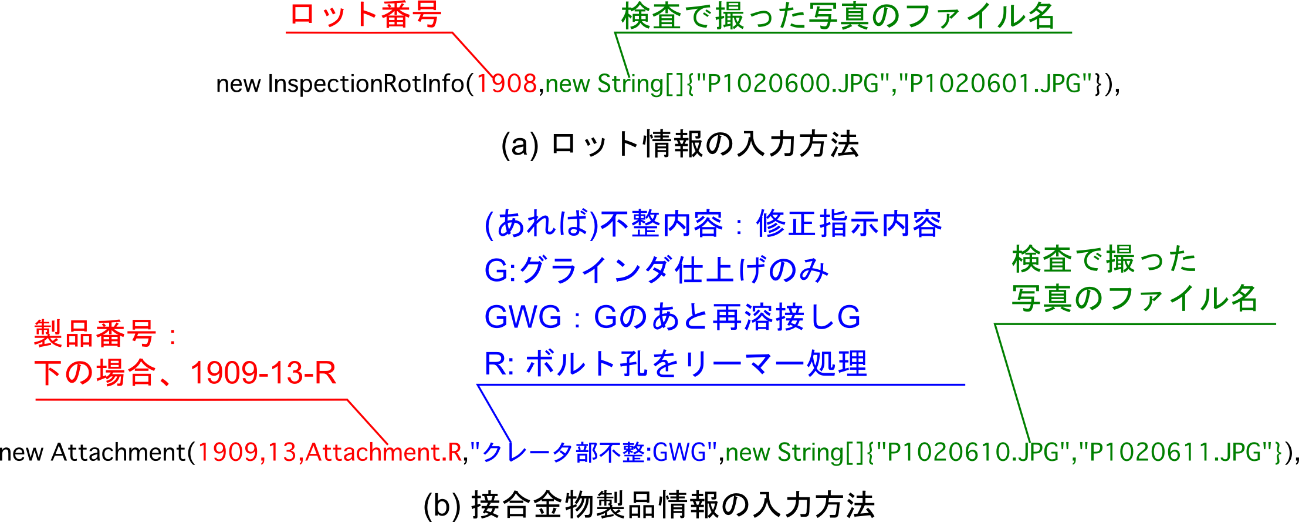 ロット番号
検査で撮った写真のファイル名
new InspectionRotInfo(1908,new String[]{"P1020600.JPG","P1020601.JPG"}),
(a) ロット情報の入力方法
(あれば)不整内容：修正指示内容
G:グラインダ仕上げのみ
GWG：Gのあと再溶接しG
R: ボルト孔をリーマー処理
検査で撮った
写真のファイル名
製品番号：
下の場合、1909-13-R
new Attachment(1909,13,Attachment.R,"クレータ部不整:GWG",new String[]{"P1020610.JPG","P1020611.JPG"}),
(b) 接合金物製品情報の入力方法